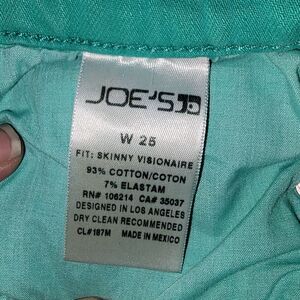 JOE'S
W 25
FIT: SKINNY VISIONAIRE
93% COTTON/COTON
7% ELASTAM
RN# 106214 CA# 35037
DESIGNED IN LOS ANGELES
DRY CLEAN RECOMMENDED
CL#187M MADE IN MEXICO